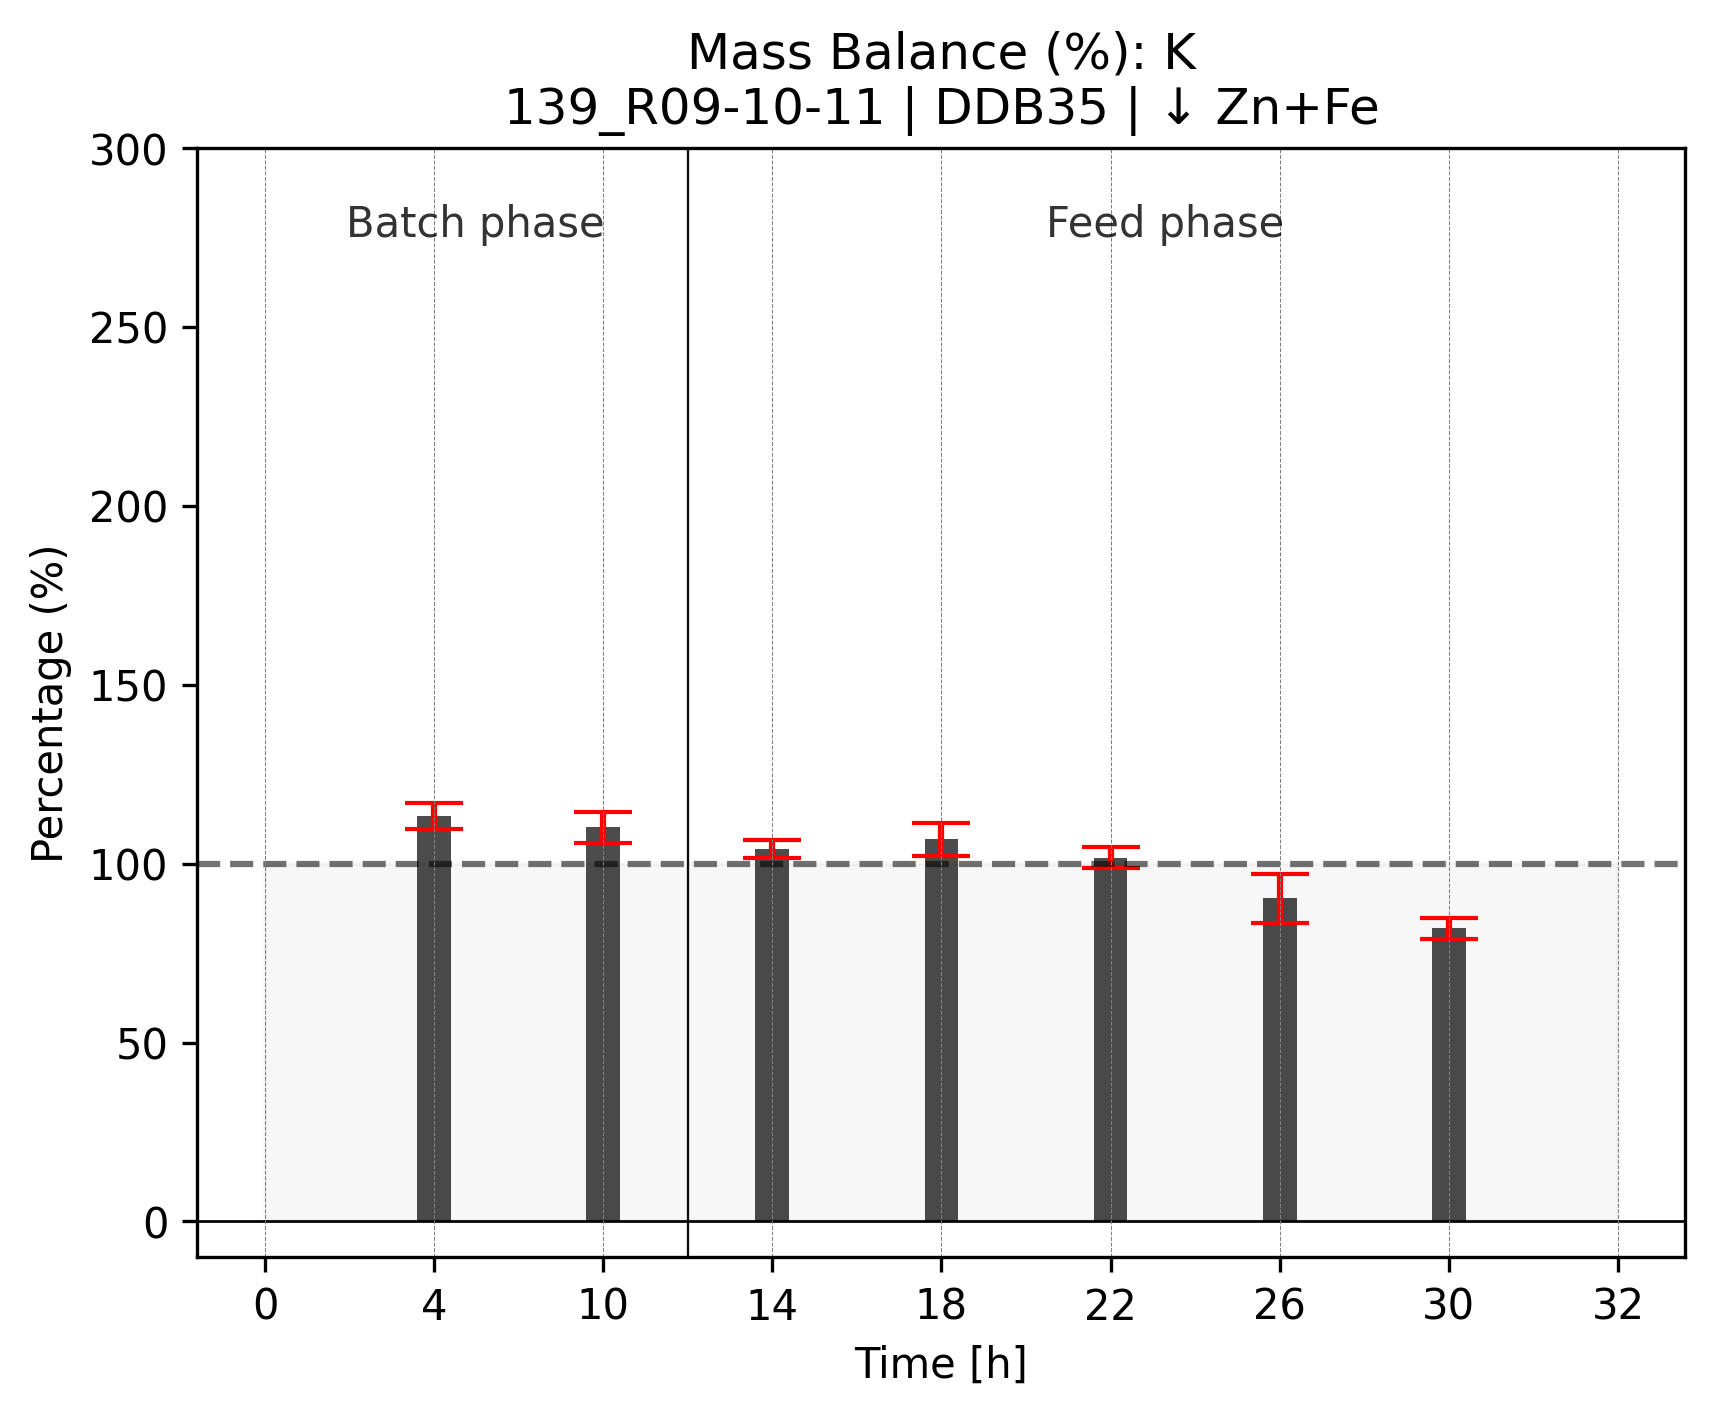 Mass Balance (%): K
139_R09-10-11 | DDB35 | ↓ Zn+Fe
300
250
200
150
100
50
0
Percentage (%)
Batch phase
Feed phase
0 4 10 14 18 22 26 30 32
Time [h]